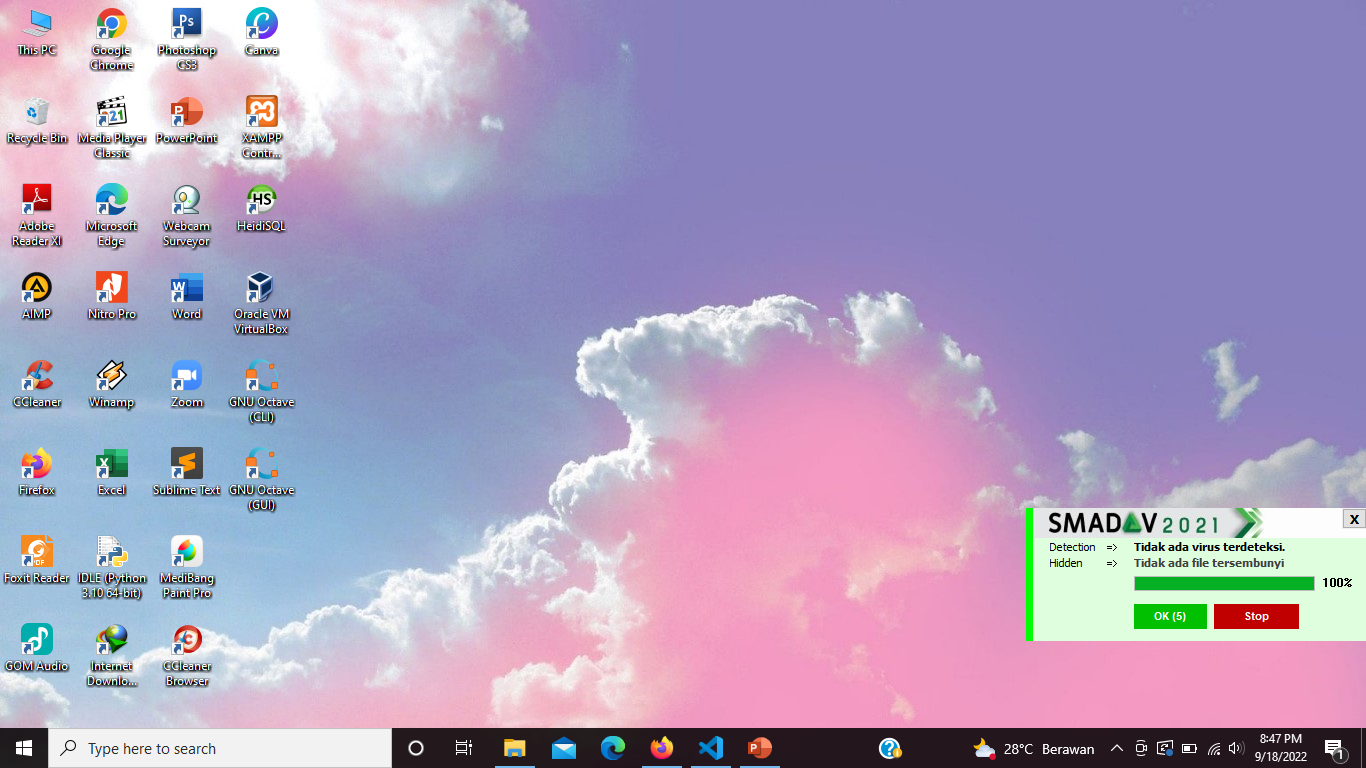 This PC
Google
Chrome
Photoshop
CS3
Canva
Recycle Bin
Media Player
Classic
PowerPoint
XAMPP
Contr...
Adobe
Reader XI
Microsoft
Edge
Webcam
Surveyor
HeidiSQL
AIMP
Nitro Pro
Word
Oracle VM
VirtualBox
CCleaner
Winamp
Zoom
GNU Octave
(CLI)
Firefox
Excel
Sublime Text
GNU Octave
(GUI)
Foxit Reader
IDLE (Python
3.10 64-bit)
MediBang
Paint Pro
GOM Audio
Internet
Downlo...
CCleaner
Browser
SMADAV 2021
X
Detection => Tidak ada virus terdeteksi.
Hidden => Tidak ada file tersembunyi
100%
OK (5)
Stop
Type here to search
28°C Berawan
8:47 PM
9/18/2022
1